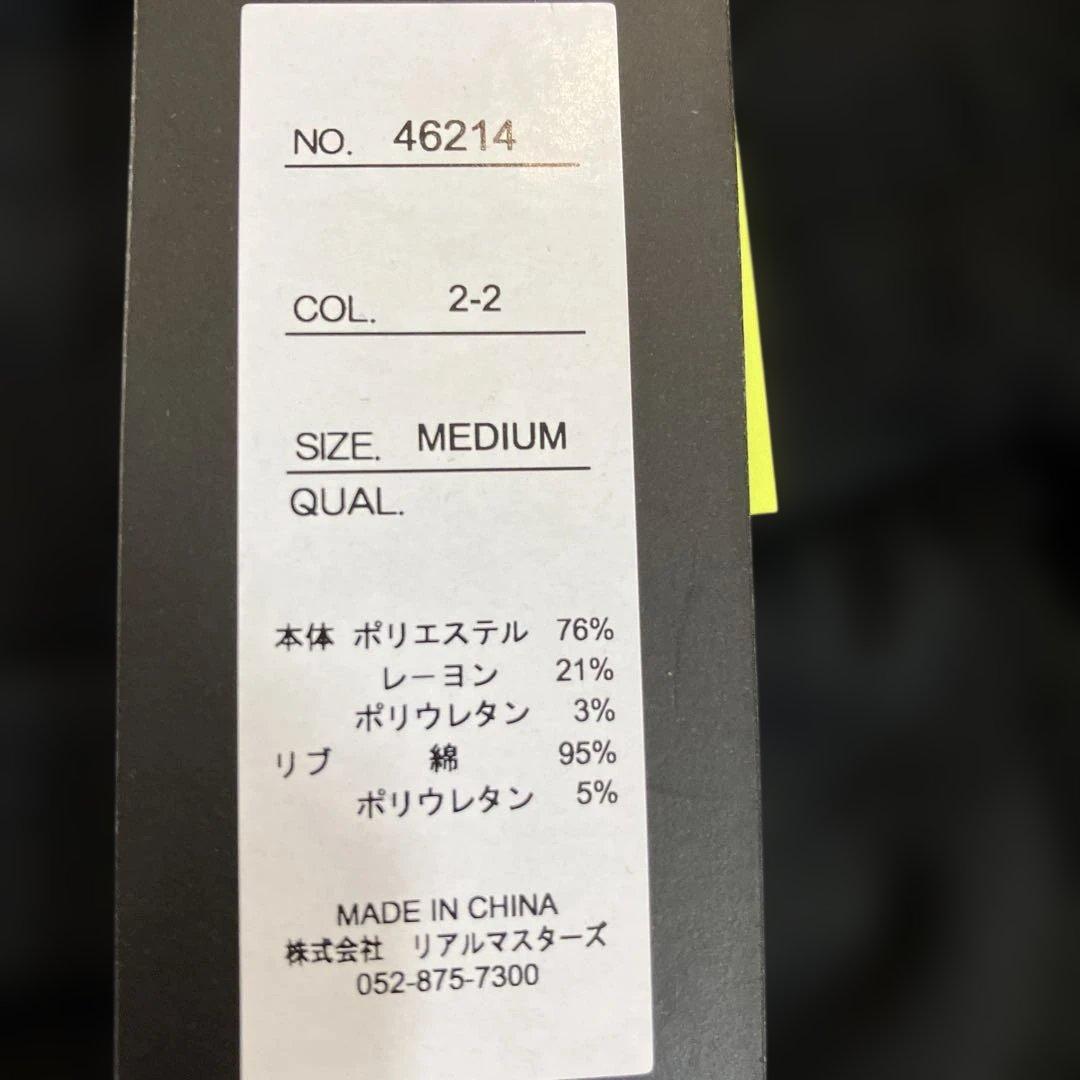 NO. 46214
COL. 2-2
SIZE. MEDIUM
QUAL.
本体 ポリエステル 76%
レーヨン 21%
ポリウレタン 3%
リブ 綿 95%
ポリウレタン 5%
MADE IN CHINA
株式会社 リアルマスターズ
052-875-7300